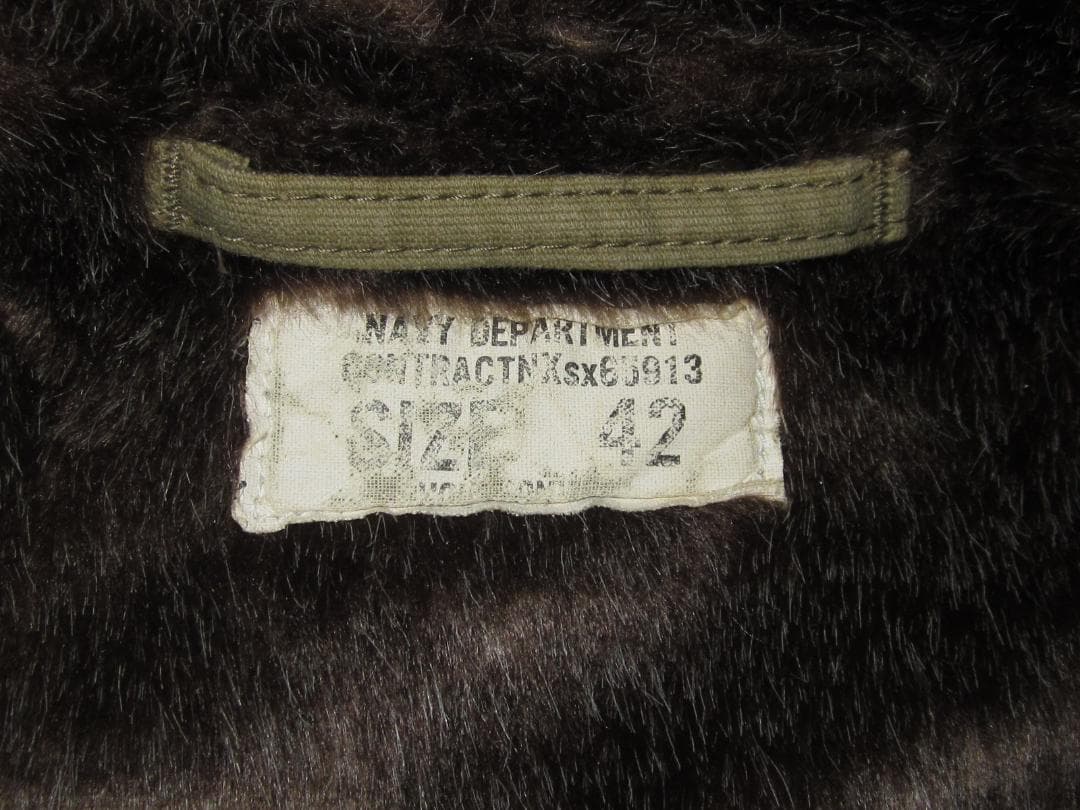 NAVY DEPARTMENT
CONTRACTNXsx65913
SIZE 42